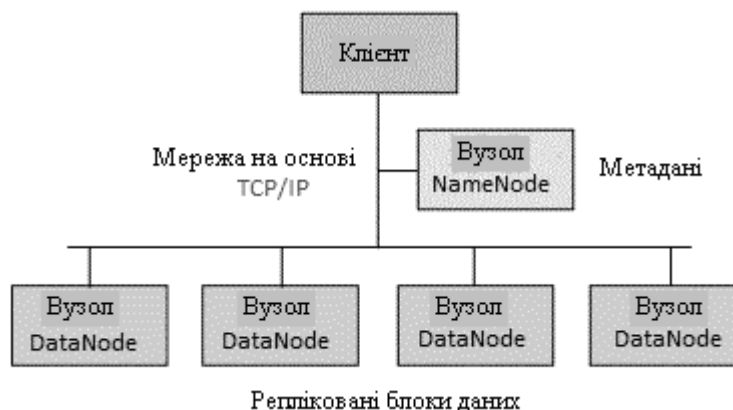 Клієнт
Мережа на основі
TCP/IP
Вузол
NameNode
Метадані
Вузол
DataNode
Вузол
DataNode
Вузол
DataNode
Вузол
DataNode
Репліковані блоки даних